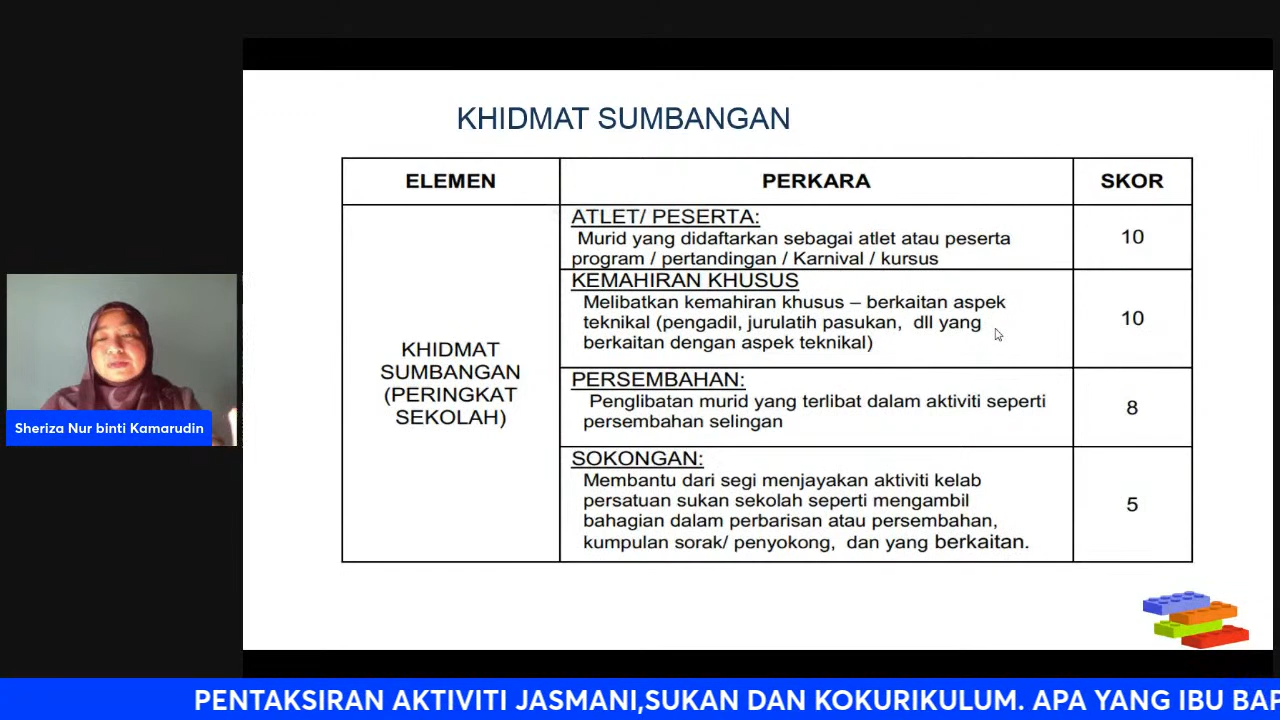 KHIDMAT SUMBANGAN
ELEMEN
PERKARA
SKOR
KHIDMAT
SUMBANGAN
(PERINGKAT
SEKOLAH)
ATLET/ PESERTA:
Murid yang didaftarkan sebagai atlet atau peserta
program / pertandingan / Karnival / kursus
10
KEMAHIRAN KHUSUS
Melibatkan kemahiran khusus – berkaitan aspek
teknikal (pengadil, jurulatih pasukan, dll yang
berkaitan dengan aspek teknikal)
10
PERSEMBAHAN:
Penglibatan murid yang terlibat dalam aktiviti seperti
persembahan selingan
8
SOKONGAN:
Membantu dari segi menjayakan aktiviti kelab
persatuan sukan sekolah seperti mengambil
bahagian dalam perbarisan atau persembahan,
kumpulan sorak/ penyokong, dan yang berkaitan.
5
Sheriza Nur binti Kamarudin
PENTAKSIRAN AKTIVITI JASMANI,SUKAN DAN KOKURIKULUM. APA YANG IBU BAP